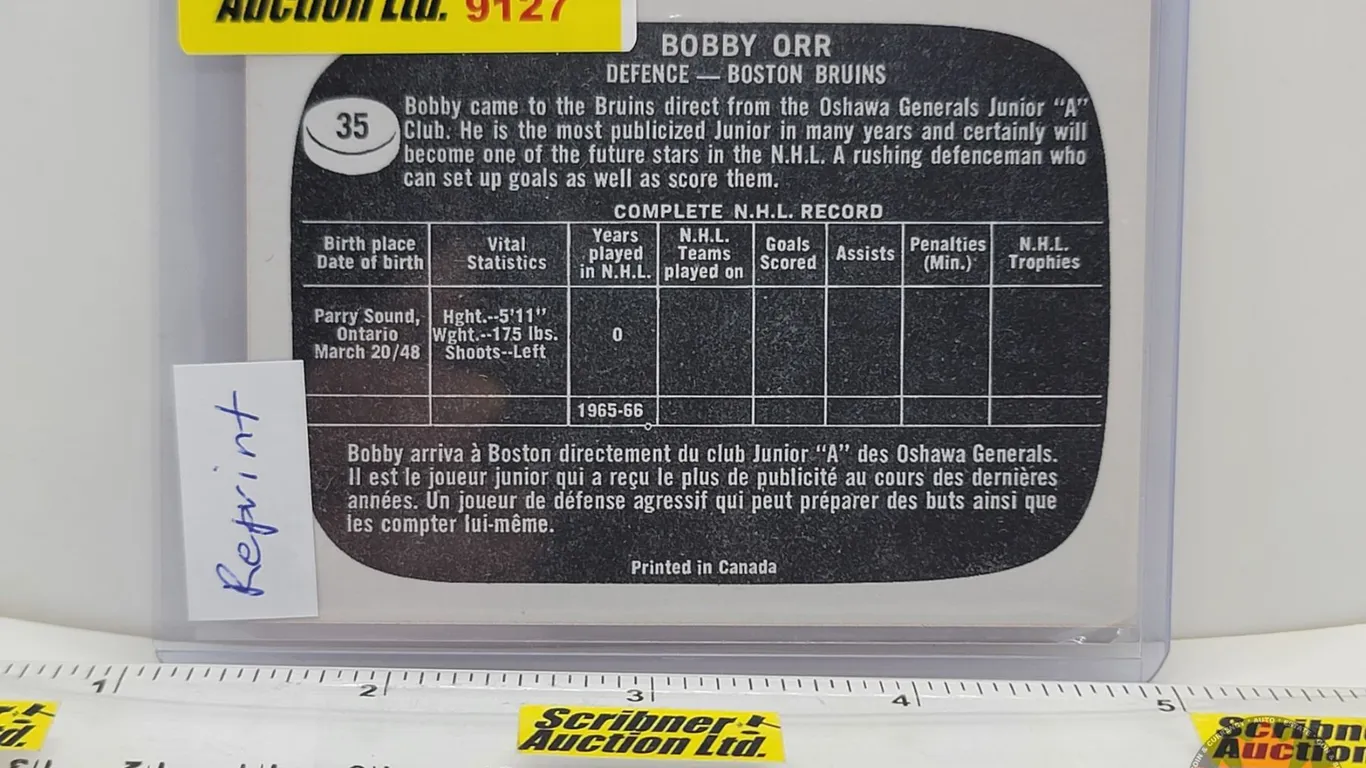 Auction Ltd. 9127
BOBBY ORR
DEFENCE — BOSTON BRUINS
35
Bobby came to the Bruins direct from the Oshawa Generals Junior “A”
Club. He is the most publicized Junior in many years and certainly will
become one of the future stars in the N.H.L. A rushing defenceman who
can set up goals as well as score them.
COMPLETE N.H.L. RECORD
Birth place
Date of birth
Vital
Statistics
Years
played
in N.H.L.
N.H.L.
Teams
played on
Goals
Scored
Assists
Penalties
(Min.)
N.H.L.
Trophies
Parry Sound,
Ontario
March 20/48
Hght.--5'11”
Wght.--175 lbs.
Shoots--Left
0
1965-66
Bobby arriva à Boston directement du club Junior “A” des Oshawa Generals.
Il est le joueur junior qui a reçu le plus de publicité au cours des dernières
années. Un joueur de défense agressif qui peut préparer des buts ainsi que
les compter lui-même.
Printed in Canada
Reprint
1 2 3 4 5
Scribner
Auction Ltd.